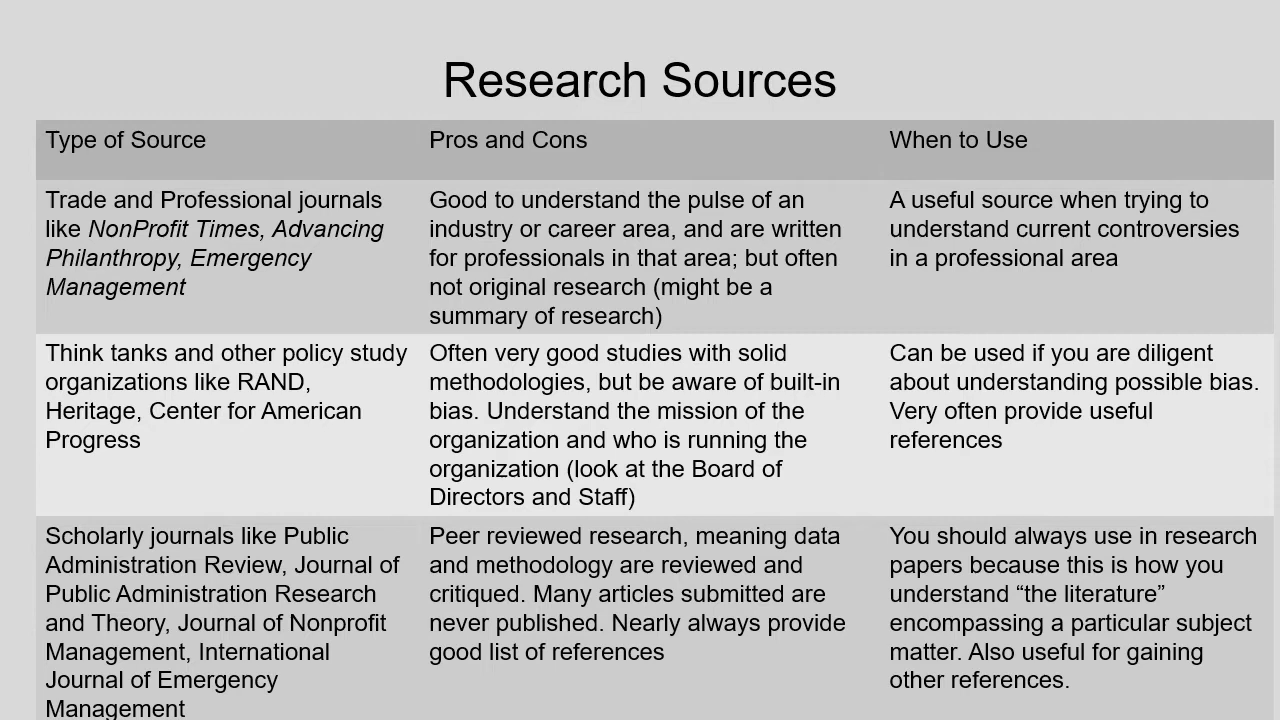 Research Sources
Type of Source
Pros and Cons
When to Use
Trade and Professional journals
like NonProfit Times, Advancing
Philanthropy, Emergency
Management
Good to understand the pulse of an
industry or career area, and are written
for professionals in that area; but often
not original research (might be a
summary of research)
A useful source when trying to
understand current controversies
in a professional area
Think tanks and other policy study
organizations like RAND,
Heritage, Center for American
Progress
Often very good studies with solid
methodologies, but be aware of built-in
bias. Understand the mission of the
organization and who is running the
organization (look at the Board of
Directors and Staff)
Can be used if you are diligent
about understanding possible bias.
Very often provide useful
references
Scholarly journals like Public
Administration Review, Journal of
Public Administration Research
and Theory, Journal of Nonprofit
Management, International
Journal of Emergency
Management
Peer reviewed research, meaning data
and methodology are reviewed and
critiqued. Many articles submitted are
never published. Nearly always provide
good list of references
You should always use in research
papers because this is how you
understand “the literature”
encompassing a particular subject
matter. Also useful for gaining
other references.